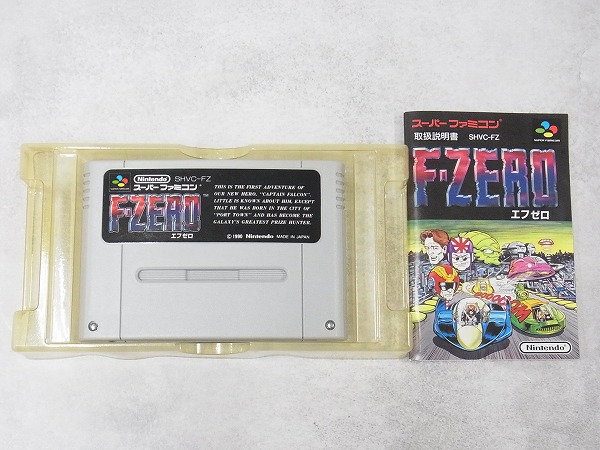 Nintendo SHVC-FZ
スーパーファミコン
F-ZERO™
エフゼロ
THIS IS THE FIRST ADVENTURE OF
OUR NEW HERO, "CAPTAIN FALCON".
LITTLE IS KNOWN ABOUT HIM, EXCEPT
THAT HE WAS BORN IN THE CITY OF
"PORT TOWN" AND HAS BECOME THE
GALAXY'S GREATEST PRIZE HUNTER.
©1990 Nintendo MADE IN JAPAN
スーパーファミコン
取扱説明書 SHVC-FZ
SUPER FAMICOM
F-ZERO
エフゼロ
Nintendo